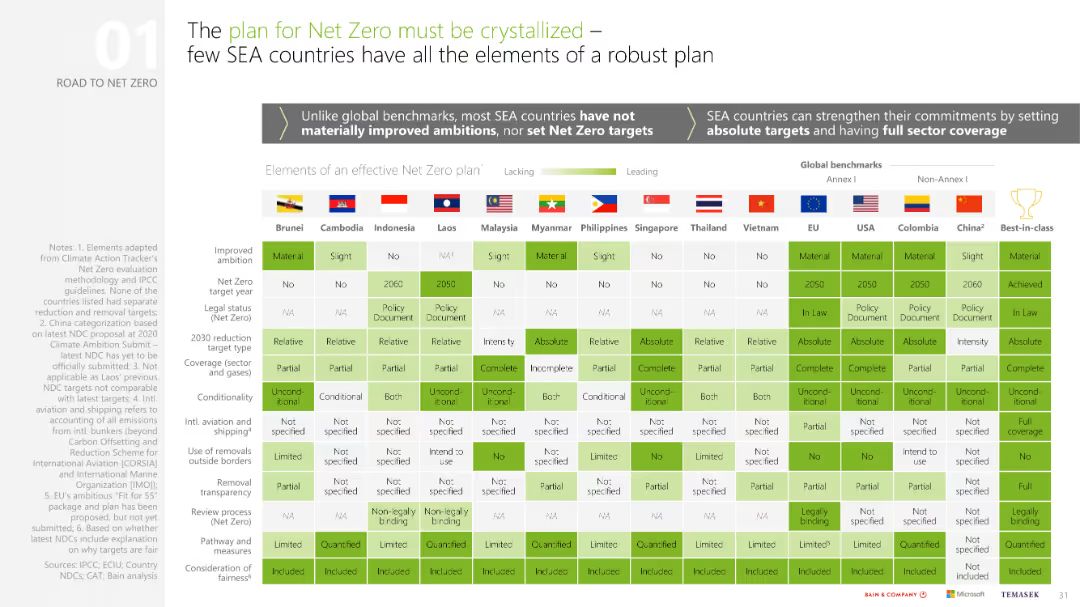 01
ROAD TO NET ZERO
The plan for Net Zero must be crystallized –
few SEA countries have all the elements of a robust plan
Unlike global benchmarks, most SEA countries have not
materially improved ambitions, nor set Net Zero targets
SEA countries can strengthen their commitments by setting
absolute targets and having full sector coverage
Elements of an effective Net Zero plan¹
Lacking
Leading
Global benchmarks
Annex I
Non-Annex I
Brunei Cambodia Indonesia Laos Malaysia Myanmar Philippines Singapore Thailand Vietnam EU USA Colombia China² Best-in-class
Improved
ambition
Material Slight No NA³ Slight Material Slight No No No Material Material Material Slight Material
Net Zero
target year
No No 2060 2050 No No No No No No 2050 2050 2050 2060 Achieved
Legal status
(Net Zero)
NA NA Policy Document Policy Document NA NA NA NA NA NA In Law Policy Document Policy Document Policy Document In Law
2030 reduction
target type
Relative Relative Relative Relative Intensity Absolute Relative Absolute Relative Relative Absolute Absolute Absolute Intensity Absolute
Coverage (sector
and gases)
Partial Partial Partial Partial Complete Incomplete Partial Complete Partial Partial Complete Complete Complete Partial Complete
Conditionality
Uncond-itional Conditional Both Uncond-itional Uncond-itional Both Conditional Uncond-itional Both Both Uncond-itional Uncond-itional Uncond-itional Uncond-itional Uncond-itional
Intl. aviation and
shipping⁴
Not specified Not specified Not specified Not specified Not specified Not specified Not specified Not specified Not specified Not specified Partial Not specified Not specified Not specified Full coverage
Use of removals
outside borders
Limited Not specified Limited Intend to use No Not specified Limited No Limited Not specified No No Intend to use Not specified No
Removal
transparency
Partial Not specified Not specified Not specified Not specified Partial Not specified Partial Partial Partial Partial Partial Partial Not specified Full
Review process
(Net Zero)
NA NA Non-legally binding Non-legally binding NA NA NA NA NA NA Legally binding Not specified Not specified Not specified Legally binding
Pathway and
measures
Limited Quantified Limited Quantified Limited Quantified Limited Quantified Limited Quantified Limited⁵ Limited Quantified Not specified Quantified
Consideration of
fairness⁶
Included Included Included Included Included Included Included Included Included Included Included Included Included Not included Included
Notes: 1. Elements adapted
from Climate Action Tracker's
Net Zero evaluation
methodology and IPCC
guidelines. None of the
countries listed had separate
reduction and removal targets;
2. China categorization based
on latest NDC proposal at 2020
Climate Ambition Submit –
latest NDC has yet to be
officially submitted; 3. Not
applicable as Laos' previous
NDC targets not comparable
with latest targets; 4. Intl.
aviation and shipping refers to
accounting of all emissions
from intl. bunkers (beyond
Carbon Offsetting and
Reduction Scheme for
International Aviation [CORSIA]
and International Marine
Organization [IMO]);
5. EU's ambitious "Fit for 55"
package and plan has been
proposed, but not yet
submitted; 6. Based on whether
latest NDCs include explanation
on why targets are fair
Sources: IPCC; ECIU; Country
NDCs; CAT; Bain analysis
BAIN & COMPANY
Microsoft
TEMASEK
31